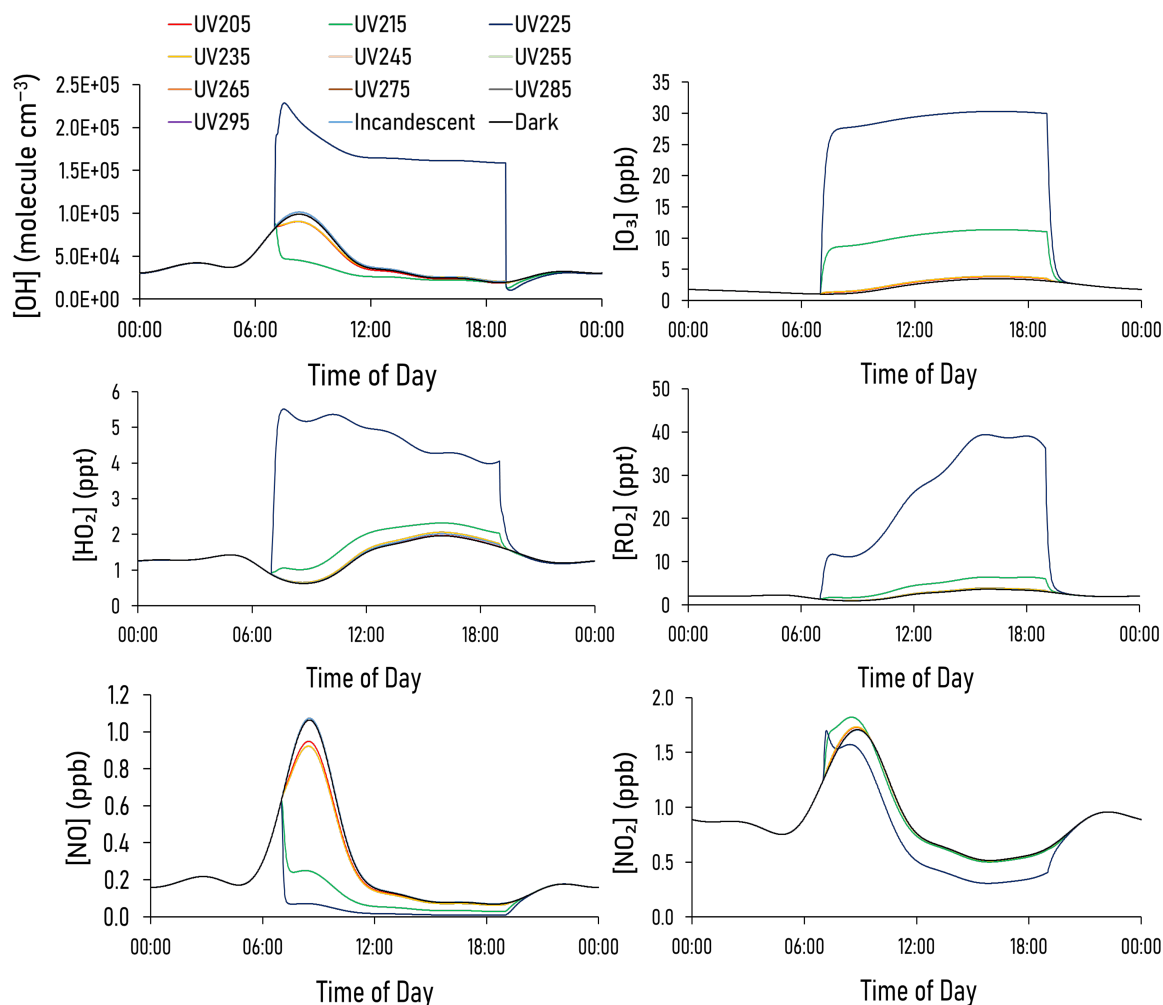 UV205 UV215 UV225
UV235 UV245 UV255
UV265 UV275 UV285
UV295 Incandescent Dark
[OH] (molecule cm⁻³)
2.5E+05
2.0E+05
1.5E+05
1.0E+05
5.0E+04
0.0E+00
00:00 06:00 12:00 18:00 00:00
Time of Day
[O₃] (ppb)
35
30
25
20
15
10
5
0
00:00 06:00 12:00 18:00 00:00
Time of Day
[HO₂] (ppt)
6
5
4
3
2
1
0
00:00 06:00 12:00 18:00 00:00
Time of Day
[RO₂] (ppt)
50
40
30
20
10
0
00:00 06:00 12:00 18:00 00:00
Time of Day
[NO] (ppb)
1.2
1.0
0.8
0.6
0.4
0.2
0.0
00:00 06:00 12:00 18:00 00:00
Time of Day
[NO₂] (ppb)
2.0
1.5
1.0
0.5
0.0
00:00 06:00 12:00 18:00 00:00
Time of Day